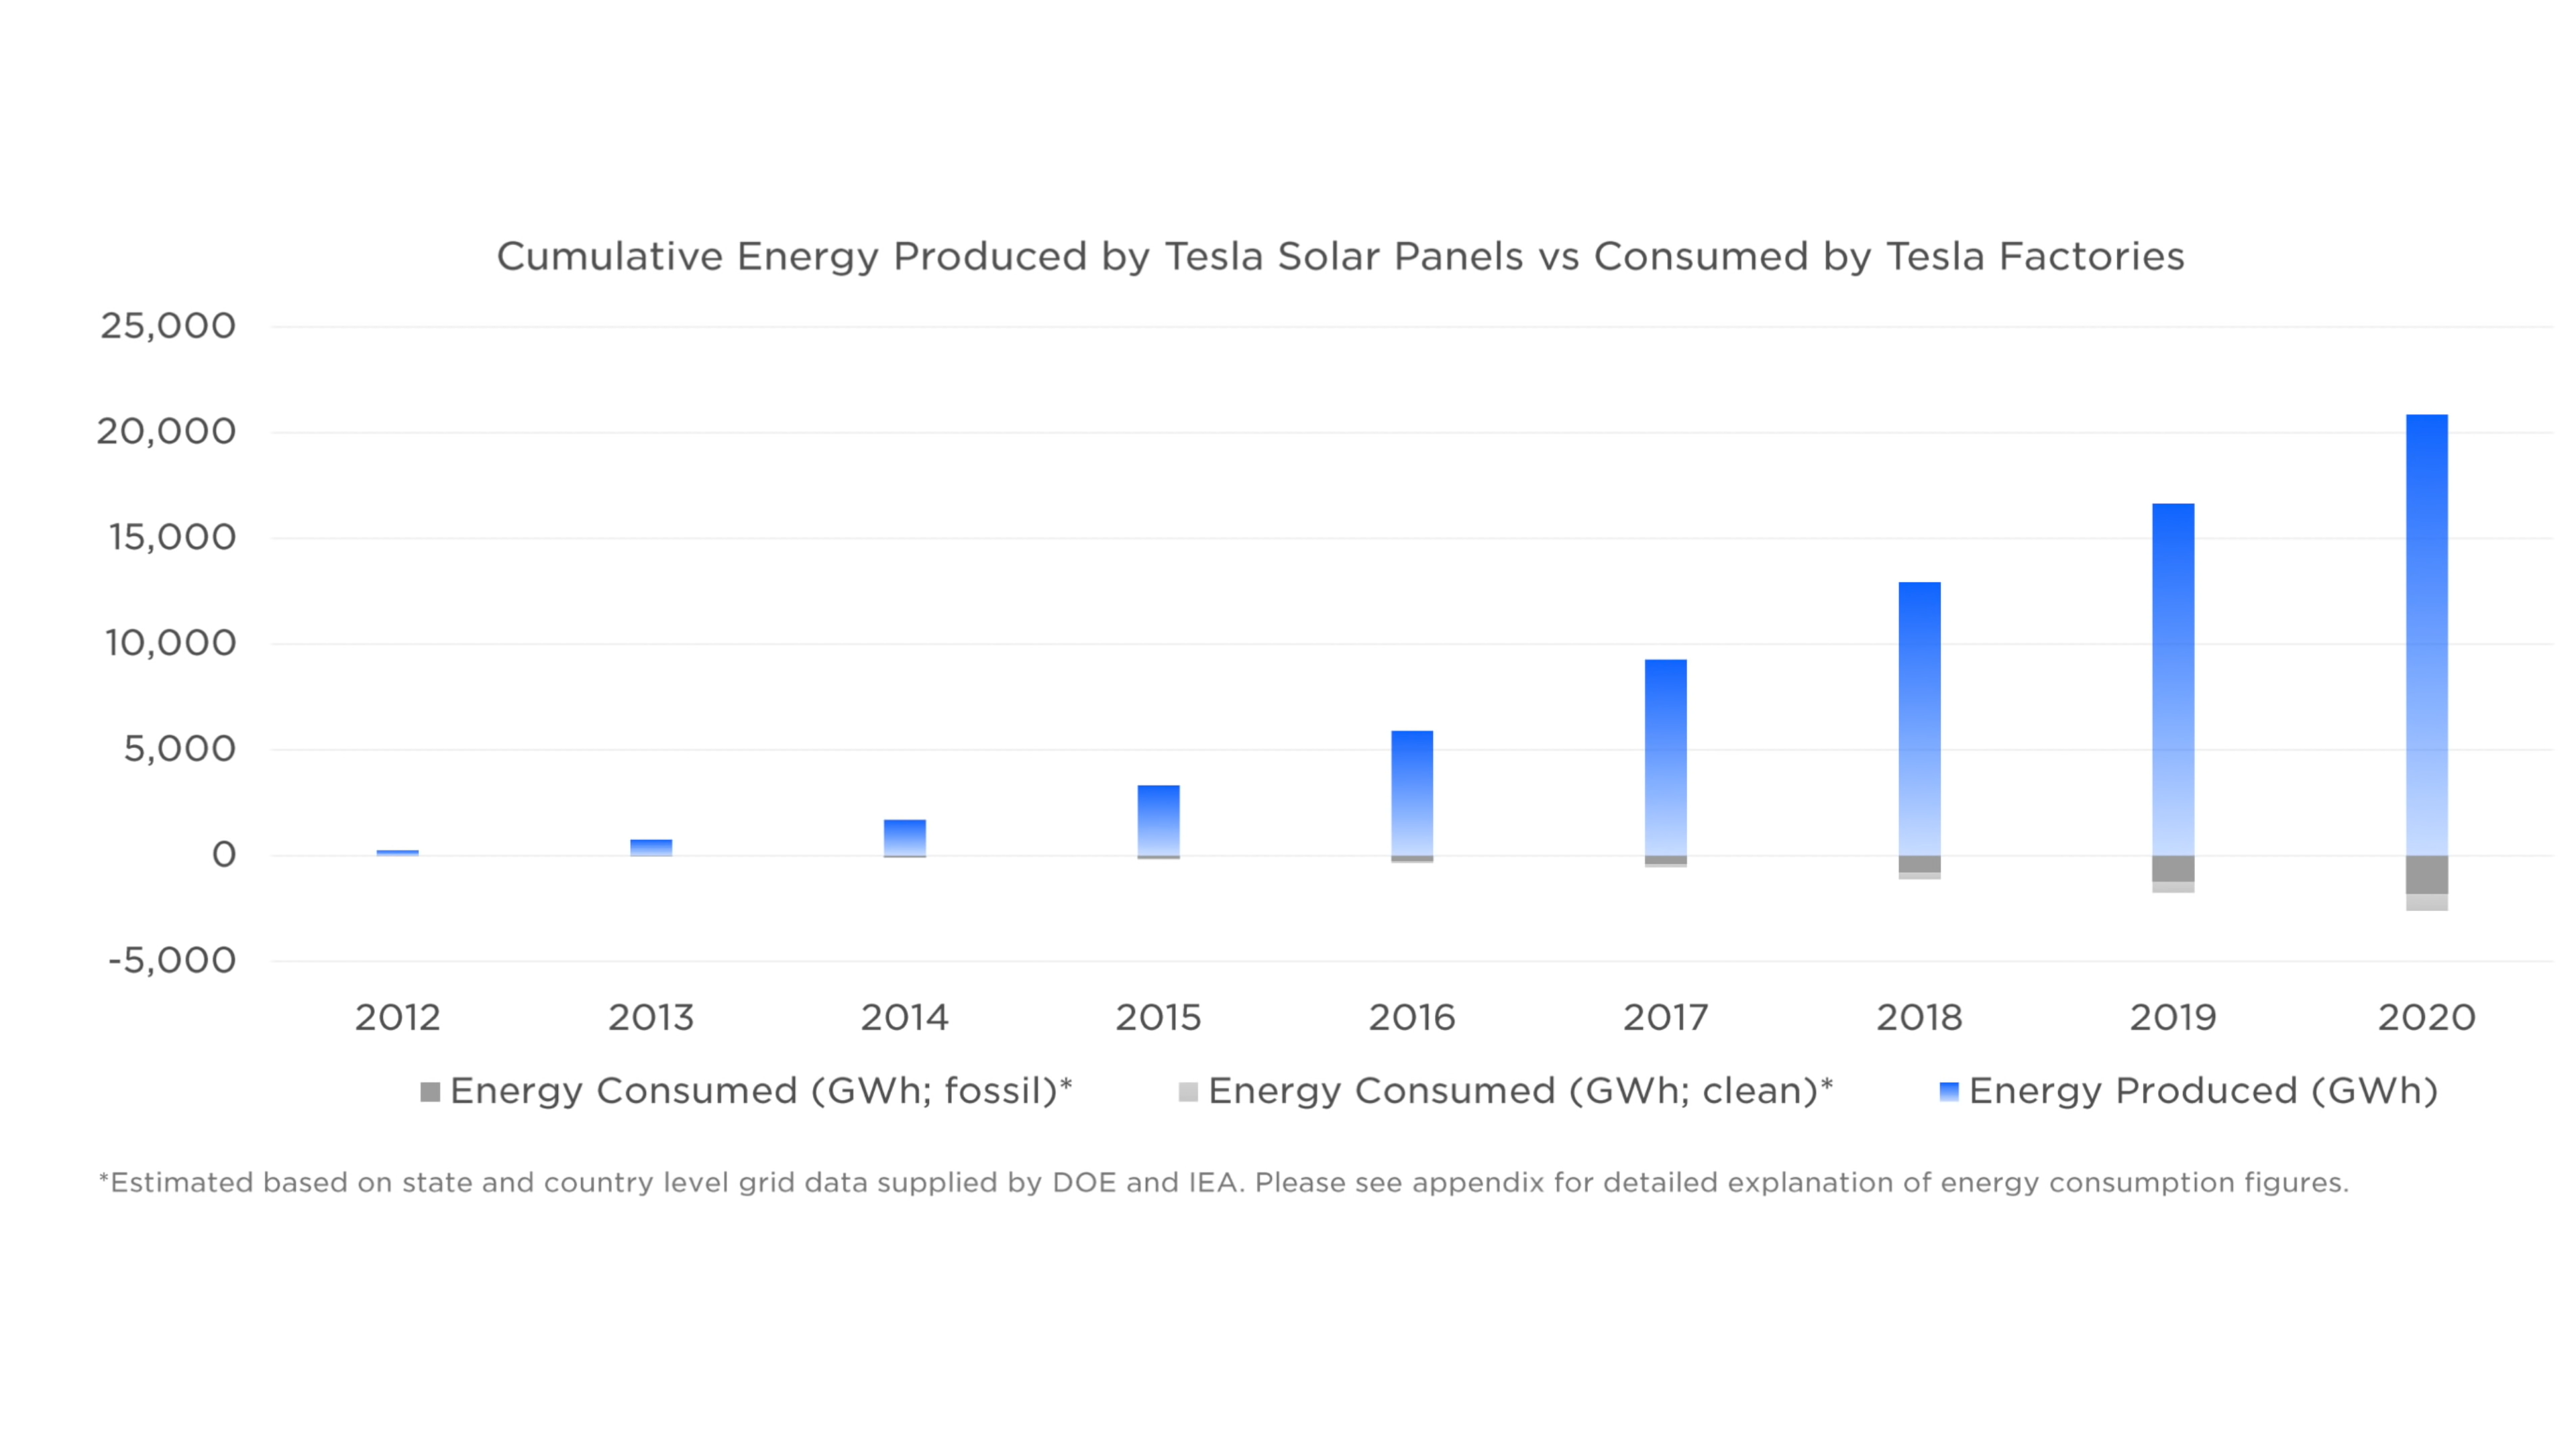 Cumulative Energy Produced by Tesla Solar Panels vs Consumed by Tesla Factories
25,000
20,000
15,000
10,000
5,000
0
-5,000
2012 2013 2014 2015 2016 2017 2018 2019 2020
Energy Consumed (GWh; fossil)* Energy Consumed (GWh; clean)* Energy Produced (GWh)
*Estimated based on state and country level grid data supplied by DOE and IEA. Please see appendix for detailed explanation of energy consumption figures.